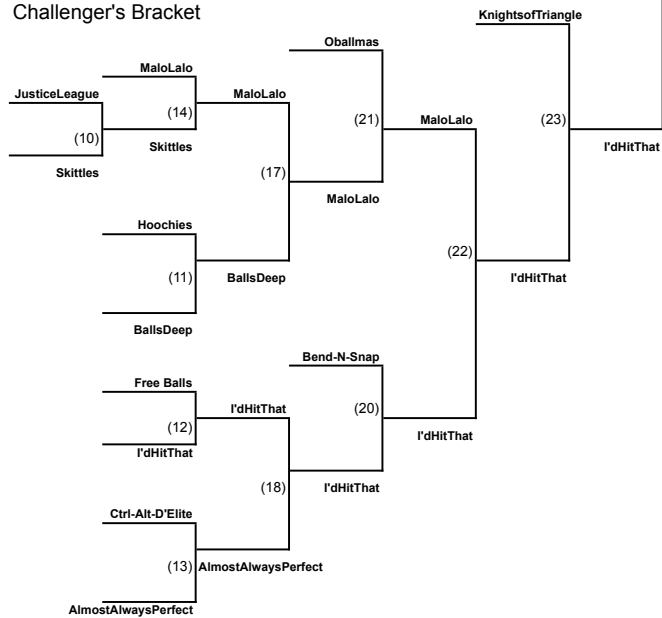 Challenger's Bracket
KnightsofTriangle
Oballmas
MaloLalo
JusticeLeague
MaloLalo
(14)
(21)
MaloLalo
(23)
(10)
Skittles
I'dHitThat
Skittles
(17)
MaloLalo
Hoochies
(22)
(11)
BallsDeep
I'dHitThat
BallsDeep
Bend-N-Snap
Free Balls
I'dHitThat
(20)
(12)
I'dHitThat
I'dHitThat
(18)
I'dHitThat
Ctrl-Alt-D'Elite
(13)
AlmostAlwaysPerfect
AlmostAlwaysPerfect